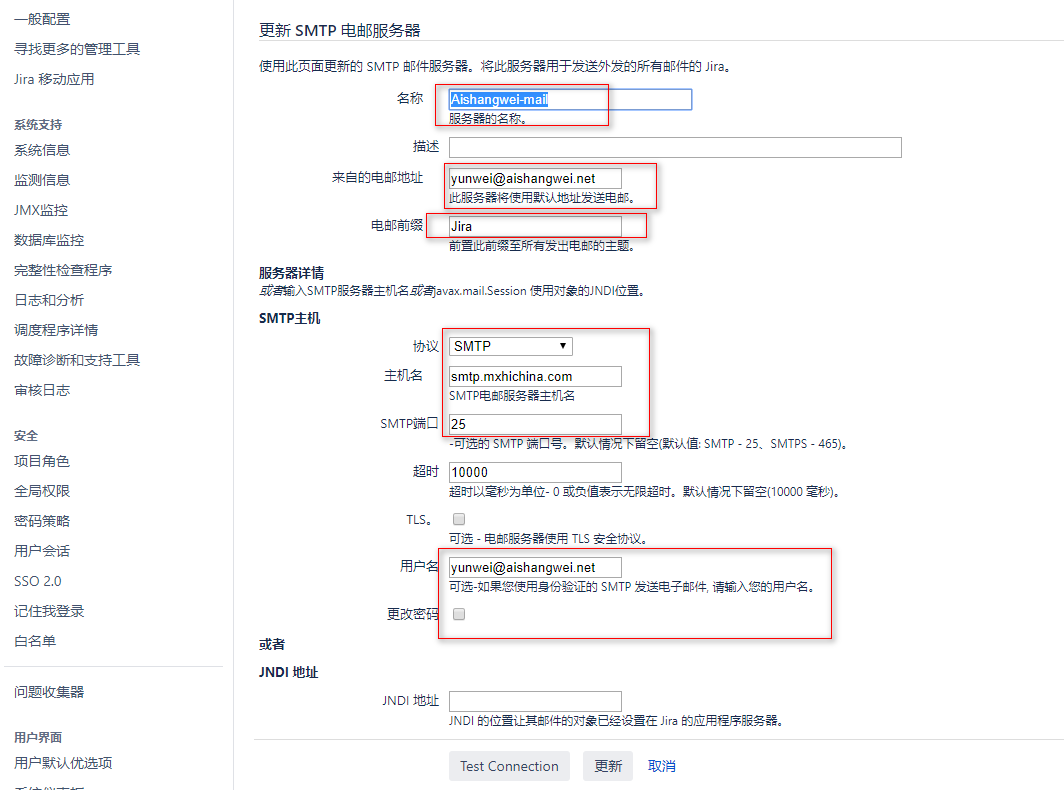 一般配置
寻找更多的管理工具
Jira 移动应用
系统支持
系统信息
监测信息
JMX监控
数据库监控
完整性检查程序
日志和分析
调度程序详情
故障诊断和支持工具
审核日志
安全
项目角色
全局权限
密码策略
用户会话
SSO 2.0
记住我登录
白名单
问题收集器
用户界面
用户默认优选项
更新 SMTP 电邮服务器
使用此页面更新的 SMTP 邮件服务器。将此服务器用于发送外发的所有邮件的 Jira。
名称 Aishangwei-mail
服务器的名称。
描述
来自的电邮地址 yunwei@aishangwei.net
此服务器将使用默认地址发送电邮。
电邮前缀 Jira
前置此前缀至所有发出电邮的主题。
服务器详情
或者输入SMTP服务器主机名或者javax.mail.Session 使用对象的JNDI位置。
SMTP主机
协议 SMTP
主机名 smtp.mxhichina.com
SMTP电邮服务器主机名
SMTP端口 25
-可选的 SMTP 端口号。默认情况下留空(默认值: SMTP - 25、SMTPS - 465)。
超时 10000
超时以毫秒为单位- 0 或负值表示无限超时。默认情况下留空(10000 毫秒)。
TLS。
可选 - 电邮服务器使用 TLS 安全协议。
用户名 yunwei@aishangwei.net
可选-如果您使用身份验证的 SMTP 发送电子邮件, 请输入您的用户名。
更改密码
或者
JNDI 地址
JNDI 地址
JNDI 的位置让其邮件的对象已经设置在 Jira 的应用程序服务器。
Test Connection 更新 取消